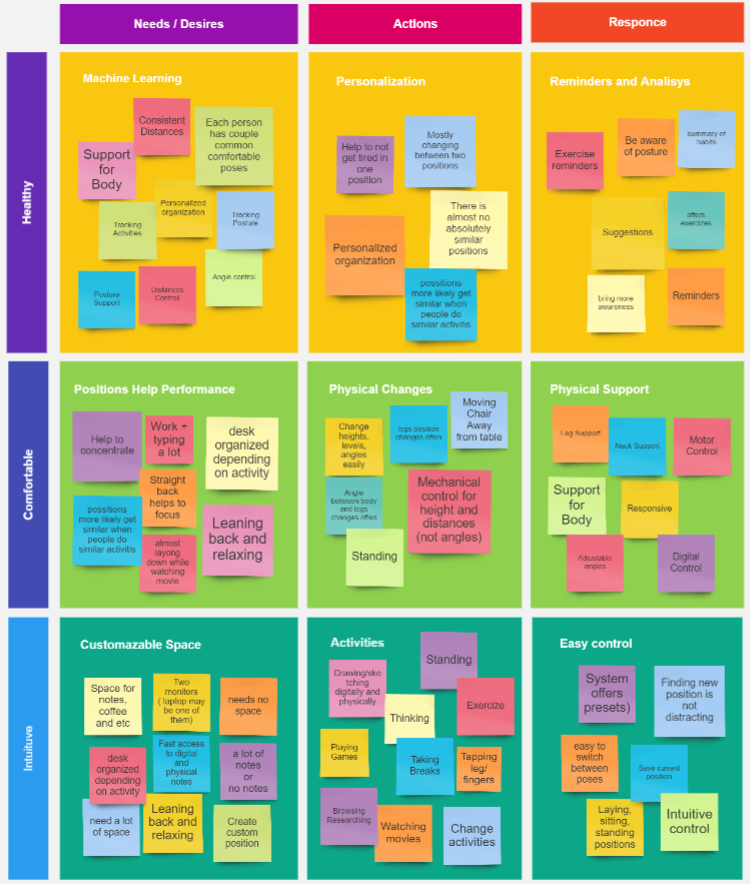 Needs / Desires
Actions
Responce
Healthy
Machine Learning
Consistent
Distances
Each person
has couple
common
comfortable
poses
Support
for
Body
Tracking
Activities
Personalized
organization
Tracking
Posture
Posture
Support
Distances
Control
Angle control
Personalization
Help to not
get tired in
one
position
Mostly
changing
between two
positions
There is
almost no
absolutely
similar
positions
Personalized
organization
possitions
more likely get
similar when
people do
similar activitis
Reminders and Analisys
Exercise
reminders
Be aware
of posture
summary of
habits
Suggestions
offers
exercizes
bring more
awareness
Reminders
Comfortable
Positions Help Performance
Help to
concentrate
Work +
typing
a lot
desk
organized
depending
on activity
Straight
back
helps to
focus
possitions
more likely get
similar when
people do
similar activitis
almost
layong
down while
watching
movie
Leaning
back and
relaxing
Physical Changes
Change
heights,
levels,
angles
easily
legs position
changes often
Moving
Chair
Away
from table
Angle
between body
and legs
changes often
Mechanical
control for
height and
distances
(not angles)
Standing
Physical Support
Leg Support
Neck Support
Motor
Control
Support
for
Body
Responsive
Adjustable
angles
Digital
Control
Intuituve
Customazable Space
Space for
notes,
coffee
and etc
Two
monitors
( laptop may
be one of
them)
needs no
space
desk
organized
depending
on activity
Fast access
to digital
and
physical
notes
a lot of
notes
or no
notes
need a lot
of space
Leaning
back and
relaxing
Create
custom
position
Activities
Drawing/ske
tching
digitally and
physically
Standing
Thinking
Exercize
Playing
Games
Taking
Breaks
Tapping
leg/
fingers
Browsing
Researching
Watching
movies
Change
activities
Easy control
System
offers
presets)
Finding new
position is
not
distracting
easy to
switch
between
poses
Save current
position
Laying,
sitting,
standing
positions
Intuitive
control